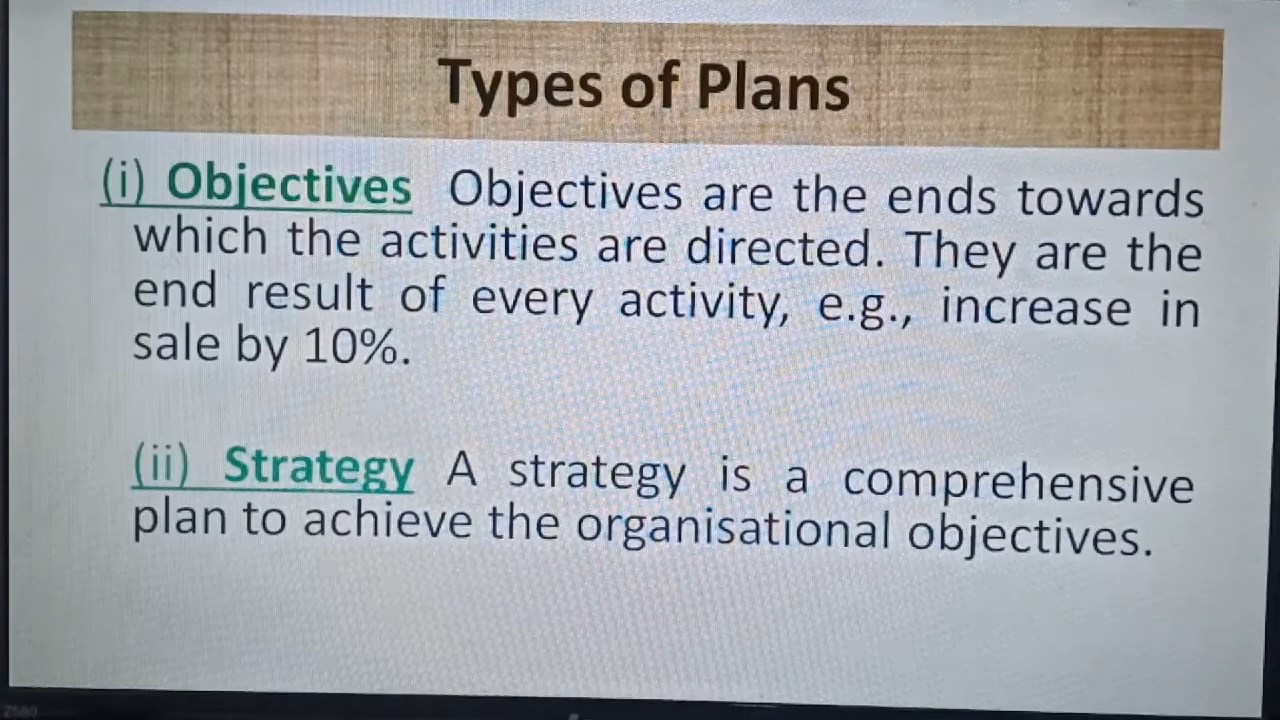 Types of Plans
(i) Objectives Objectives are the ends towards
which the activities are directed. They are the
end result of every activity, e.g., increase in
sale by 10%.
(ii) Strategy A strategy is a comprehensive
plan to achieve the organisational objectives.